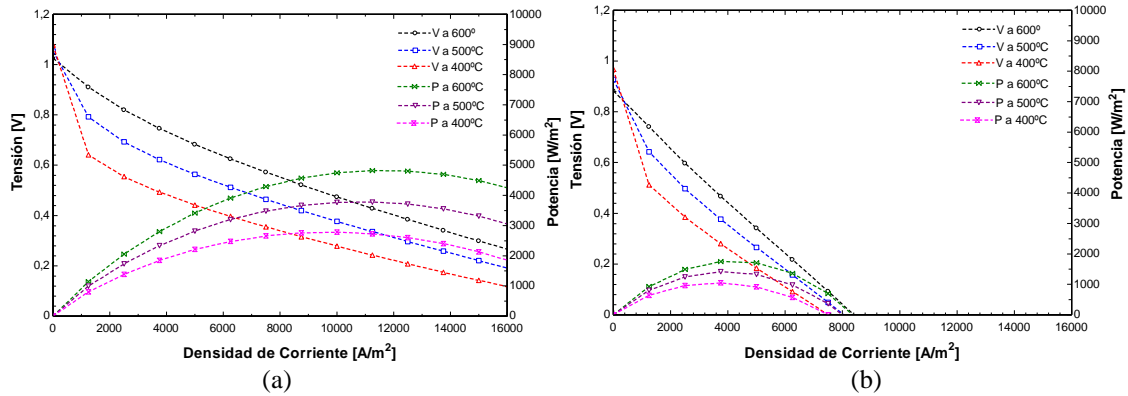 1,2
1
0,8
0,6
0,4
0,2
0
Tensión [V]
0 2000 4000 6000 8000 10000 12000 14000 16000
Densidad de Corriente [A/m²]
10000
9000
8000
7000
6000
5000
4000
3000
2000
1000
0
Potencia [W/m²]
V a 600º
V a 500ºC
V a 400ºC
P a 600ºC
P a 500ºC
P a 400ºC
(a)
1,2
1
0,8
0,6
0,4
0,2
0
Tensión [V]
0 2000 4000 6000 8000 10000 12000 14000 16000
Densidad de Corriente [A/m²]
10000
9000
8000
7000
6000
5000
4000
3000
2000
1000
0
Potencia [W/m²]
V a 600º
V a 500ºC
V a 400ºC
P a 600ºC
P a 500ºC
P a 400ºC
(b)